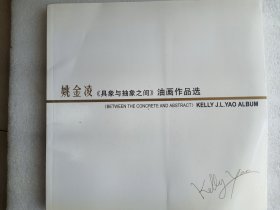 姚金凌《具象与抽象之间》油画作品选
(BETWEEN THE CONCRETE AND ABSTRACT) KELLY J.L.YAO ALBUM
Kelly Yao